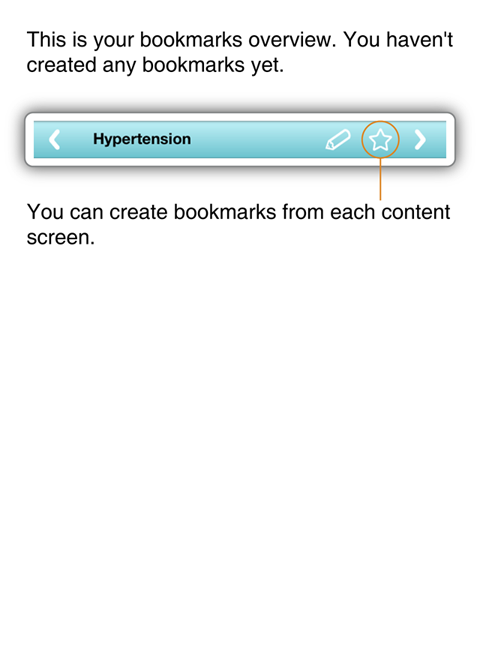 This is your bookmarks overview. You haven't
created any bookmarks yet.
Hypertension
You can create bookmarks from each content
screen.